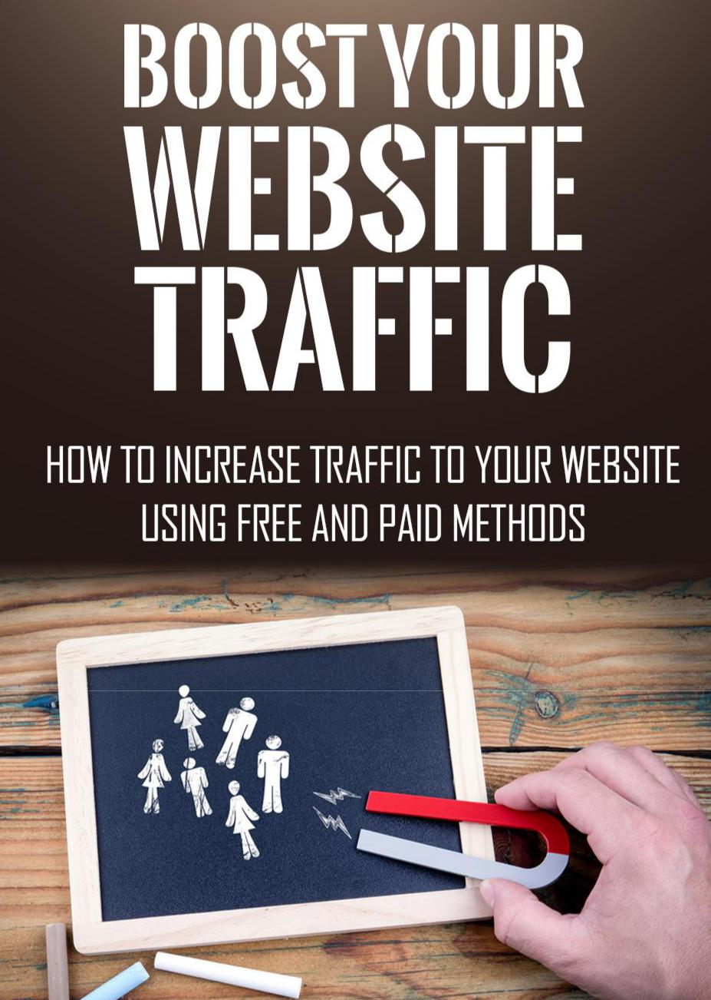 BOOST YOUR
WEBSITE
TRAFFIC
HOW TO INCREASE TRAFFIC TO YOUR WEBSITE
USING FREE AND PAID METHODS